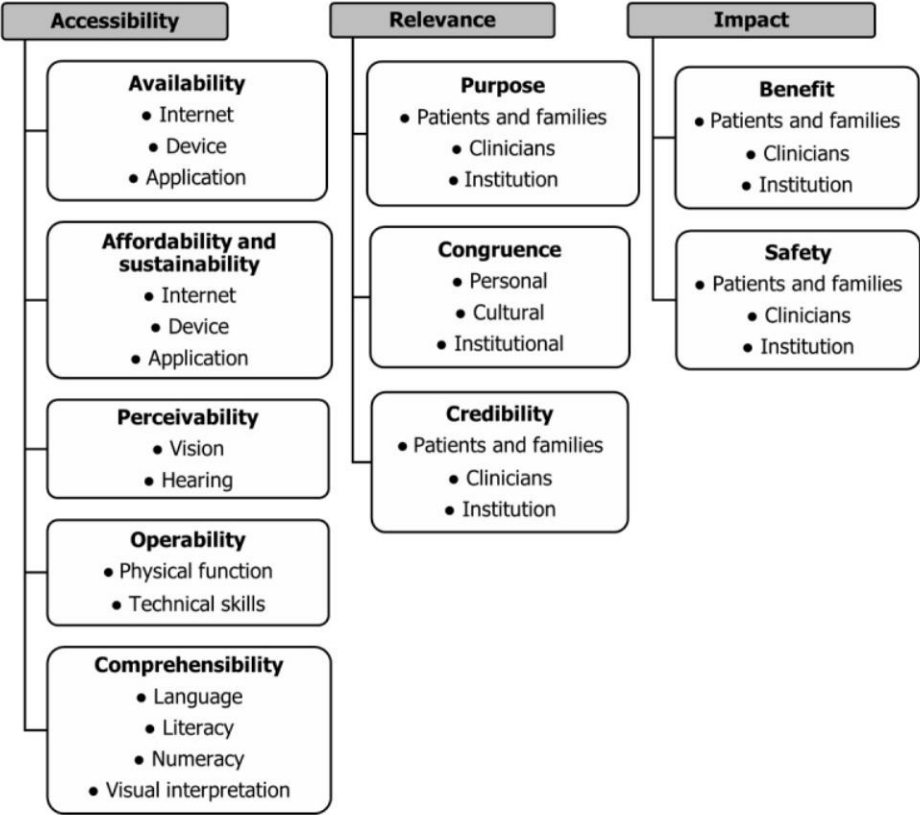 Accessibility
Availability
● Internet
● Device
● Application
Affordability and
sustainability
● Internet
● Device
● Application
Perceivability
● Vision
● Hearing
Operability
● Physical function
● Technical skills
Comprehensibility
● Language
● Literacy
● Numeracy
● Visual interpretation
Relevance
Purpose
● Patients and families
● Clinicians
● Institution
Congruence
● Personal
● Cultural
● Institutional
Credibility
● Patients and families
● Clinicians
● Institution
Impact
Benefit
● Patients and families
● Clinicians
● Institution
Safety
● Patients and families
● Clinicians
● Institution